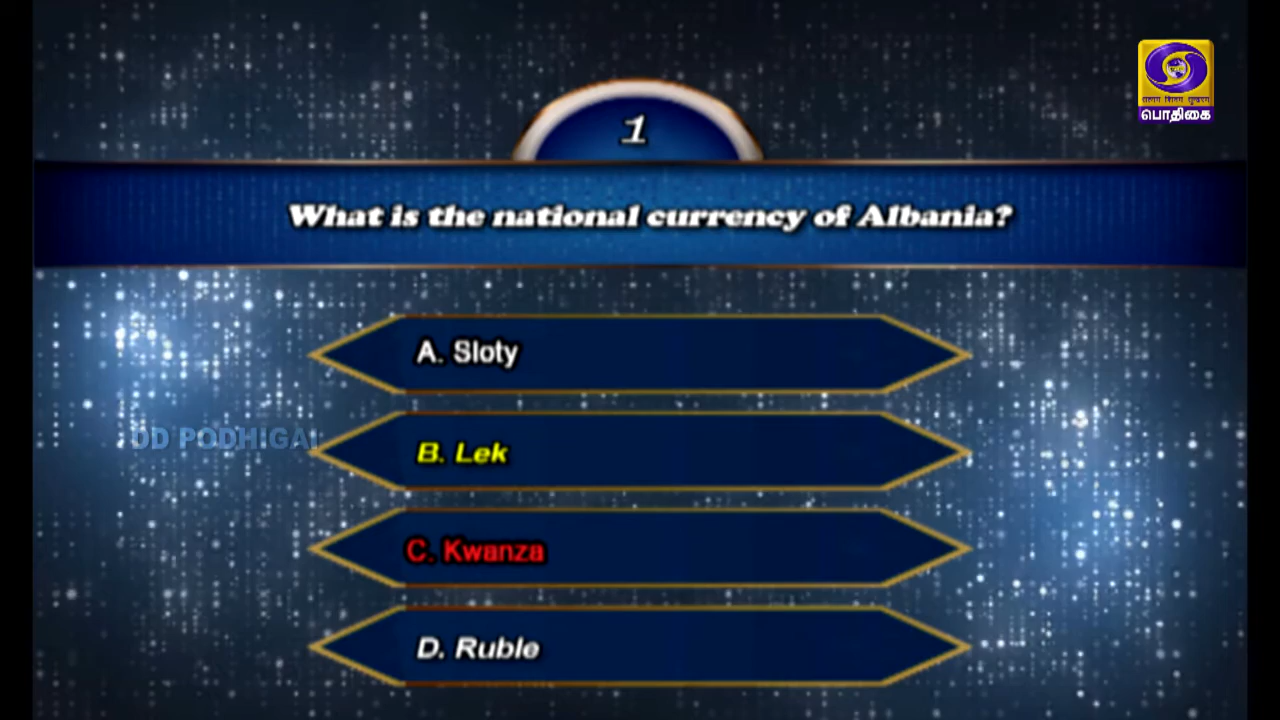 பொதிகை
1
What is the national currency of Albania?
A. Sloty
B. Lek
DD PODHIGAI
C. Kwanza
D. Ruble